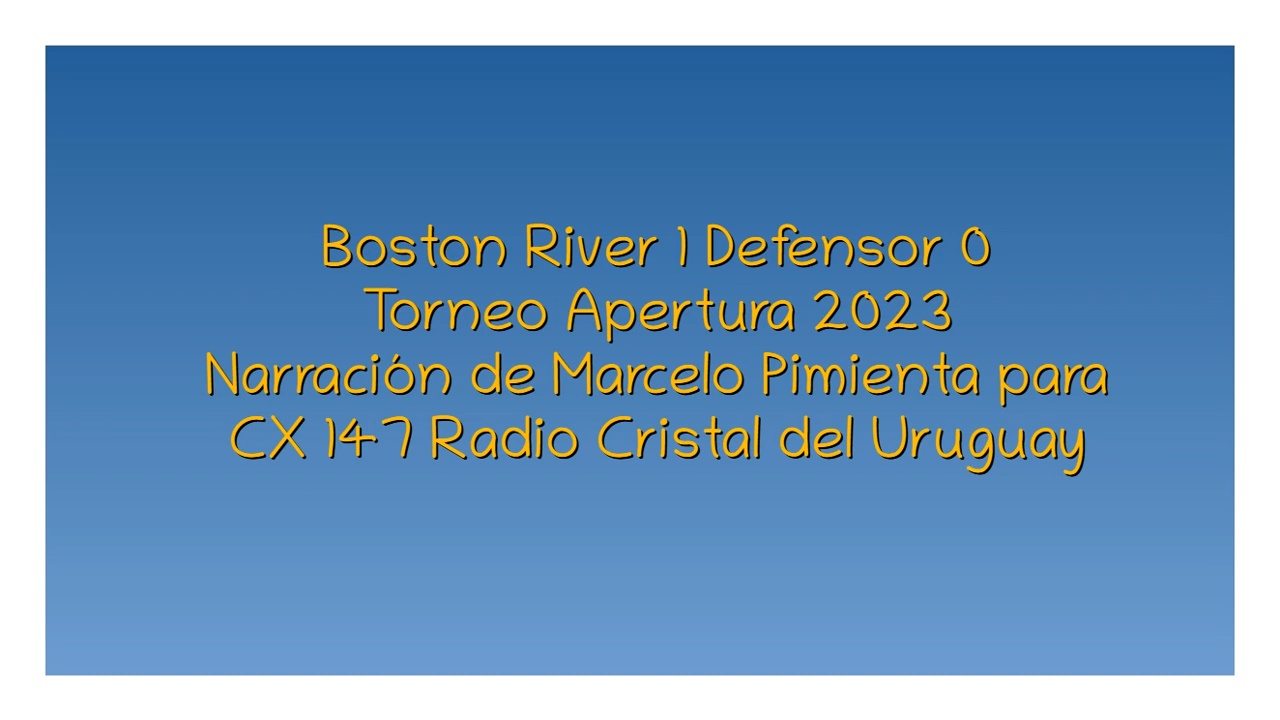 Boston River 1 Defensor 0
Torneo Apertura 2023
Narración de Marcelo Pimienta para
CX 147 Radio Cristal del Uruguay